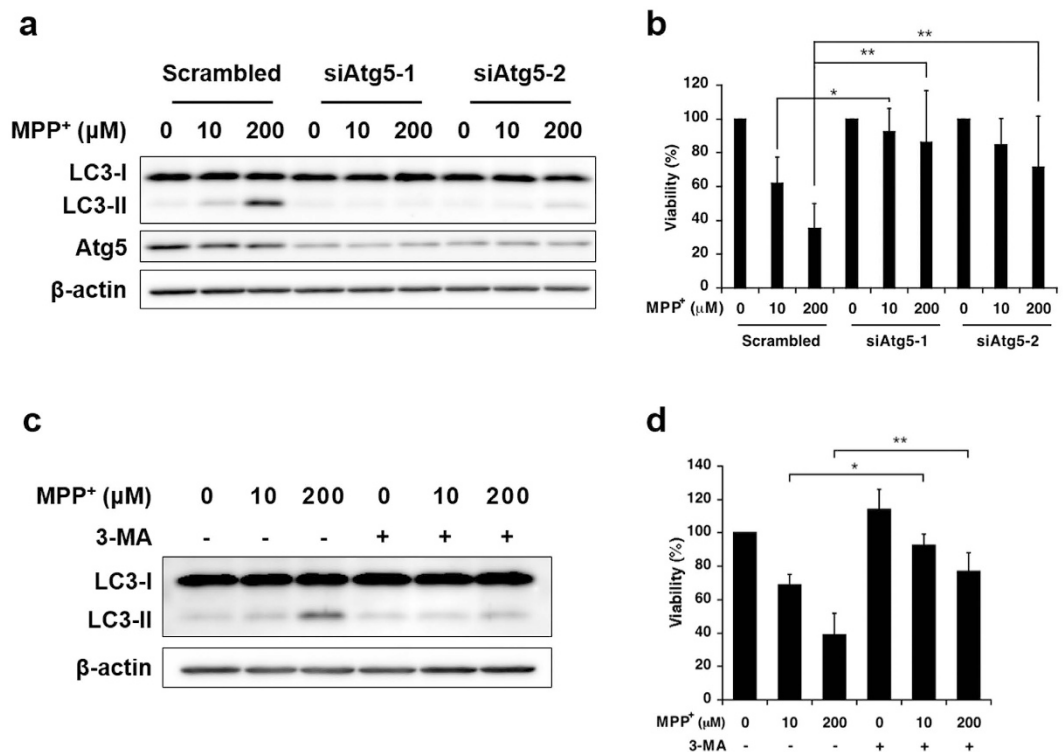 a
Scrambled siAtg5-1 siAtg5-2
MPP⁺ (µM) 0 10 200 0 10 200 0 10 200
LC3-I
LC3-II
Atg5
β-actin
b
**
**
*
120
100
80
60
40
20
0
Viability (%)
0 10 200 0 10 200 0 10 200
MPP⁺ (µM)
Scrambled siAtg5-1 siAtg5-2
c
MPP⁺ (µM) 0 10 200 0 10 200
3-MA - - - + + +
LC3-I
LC3-II
β-actin
d
**
*
140
120
100
80
60
40
20
0
Viability (%)
MPP⁺ (µM) 0 10 200 0 10 200
3-MA - - - + + +